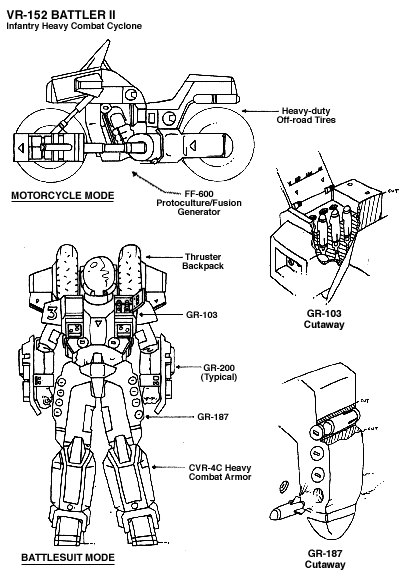 VR-152 BATTLER II
Infantry Heavy Combat Cyclone
Heavy-duty
Off-road Tires
MOTORCYCLE MODE
FF-600
Protoculture/Fusion
Generator
CUT
Thruster
Backpack
GR-103
3
GR-103
Cutaway
GR-200
(Typical)
CUT
GR-187
CUT
CVR-4C Heavy
Combat Armor
BATTLESUIT MODE
GR-187
Cutaway